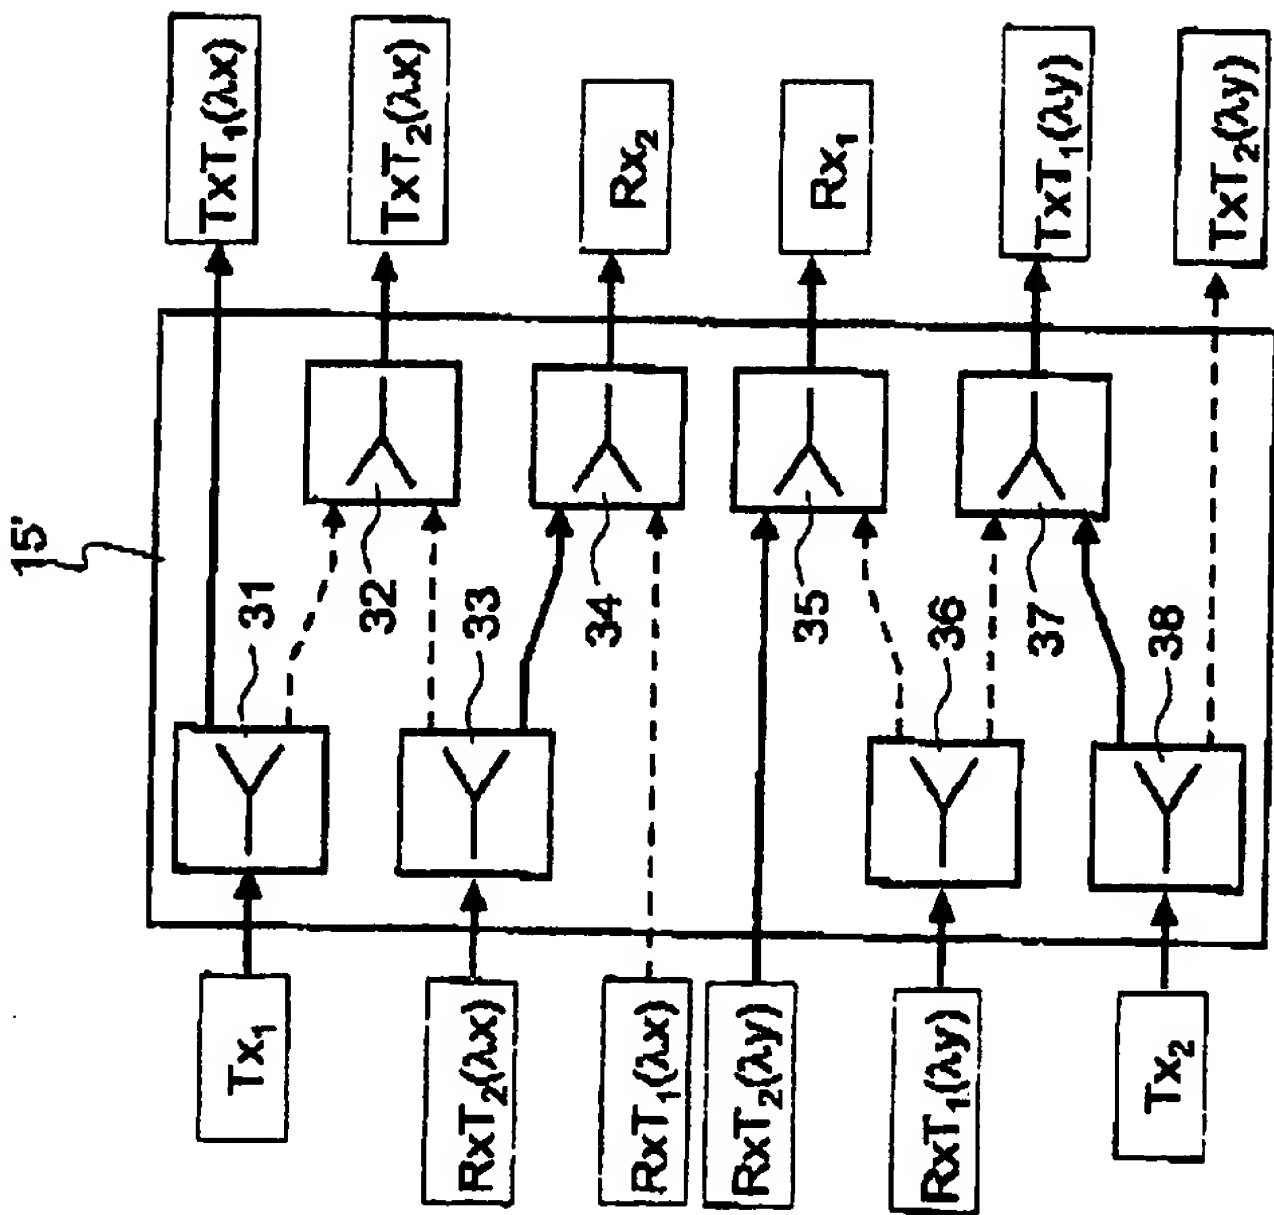 15'
TxT₁(λx)
TxT₂(λx)
Rx₂
Rx₁
TxT₁(λy)
TxT₂(λy)
31
32
33
34
35
36
37
38
Tx₁
RxT₂(λx)
RxT₁(λx)
RxT₂(λy)
RxT₁(λy)
Tx₂